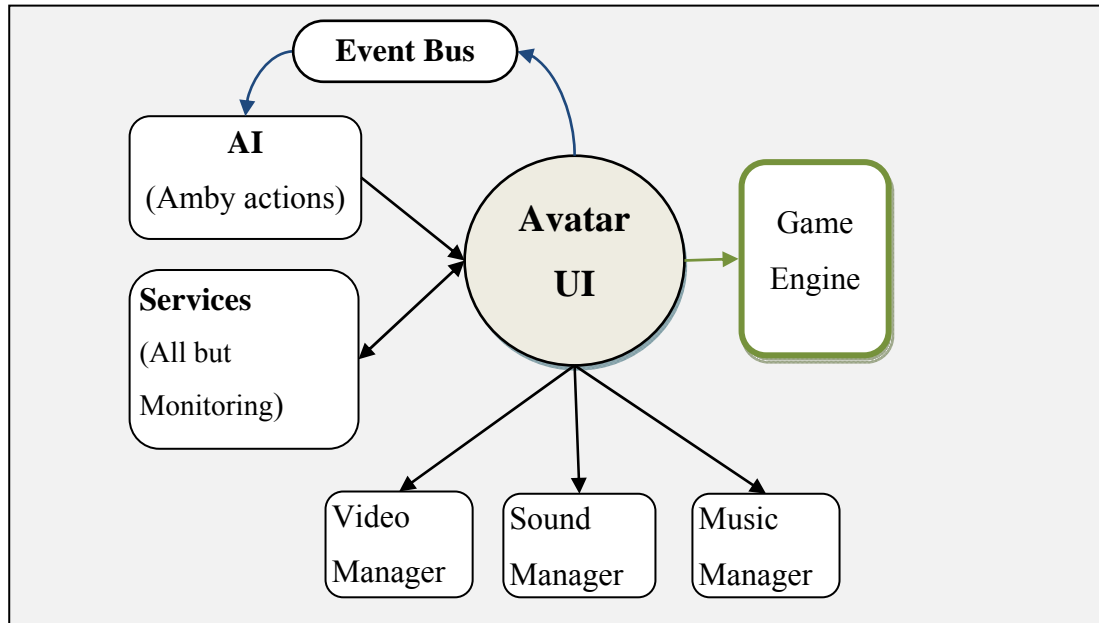 Event Bus
AI
(Amby actions)
Avatar
UI
Game
Engine
Services
(All but
Monitoring)
Video
Manager
Sound
Manager
Music
Manager